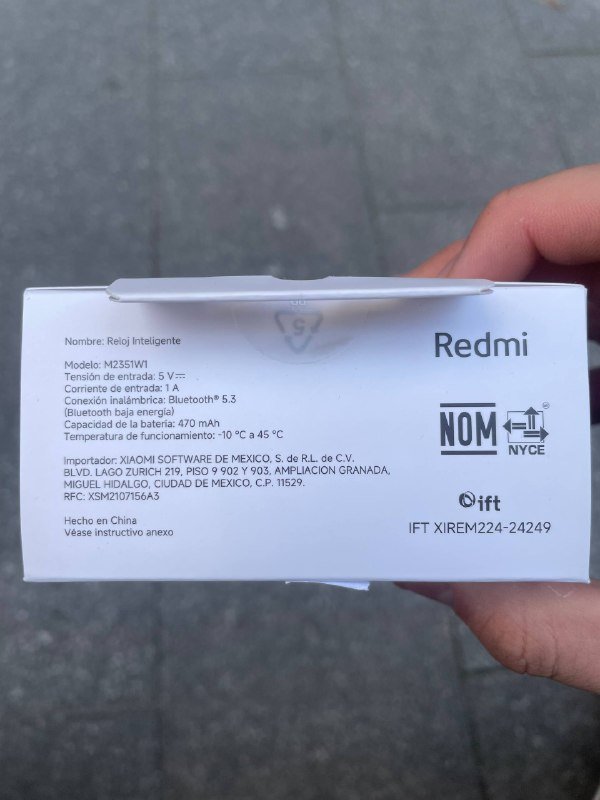 Nombre: Reloj Inteligente
Modelo: M2351W1
Tensión de entrada: 5 V⎓
Corriente de entrada: 1 A
Conexión inalámbrica: Bluetooth® 5.3
(Bluetooth baja energía)
Capacidad de la batería: 470 mAh
Temperatura de funcionamiento: -10 °C a 45 °C
Importador: XIAOMI SOFTWARE DE MEXICO, S. de R.L. de C.V.
BLVD. LAGO ZURICH 219, PISO 9 902 Y 903, AMPLIACION GRANADA,
MIGUEL HIDALGO, CIUDAD DE MEXICO, C.P. 11529.
RFC: XSM2107156A3
Hecho en China
Véase instructivo anexo
Redmi
NOM
NYCE
ift
IFT XIREM224-24249